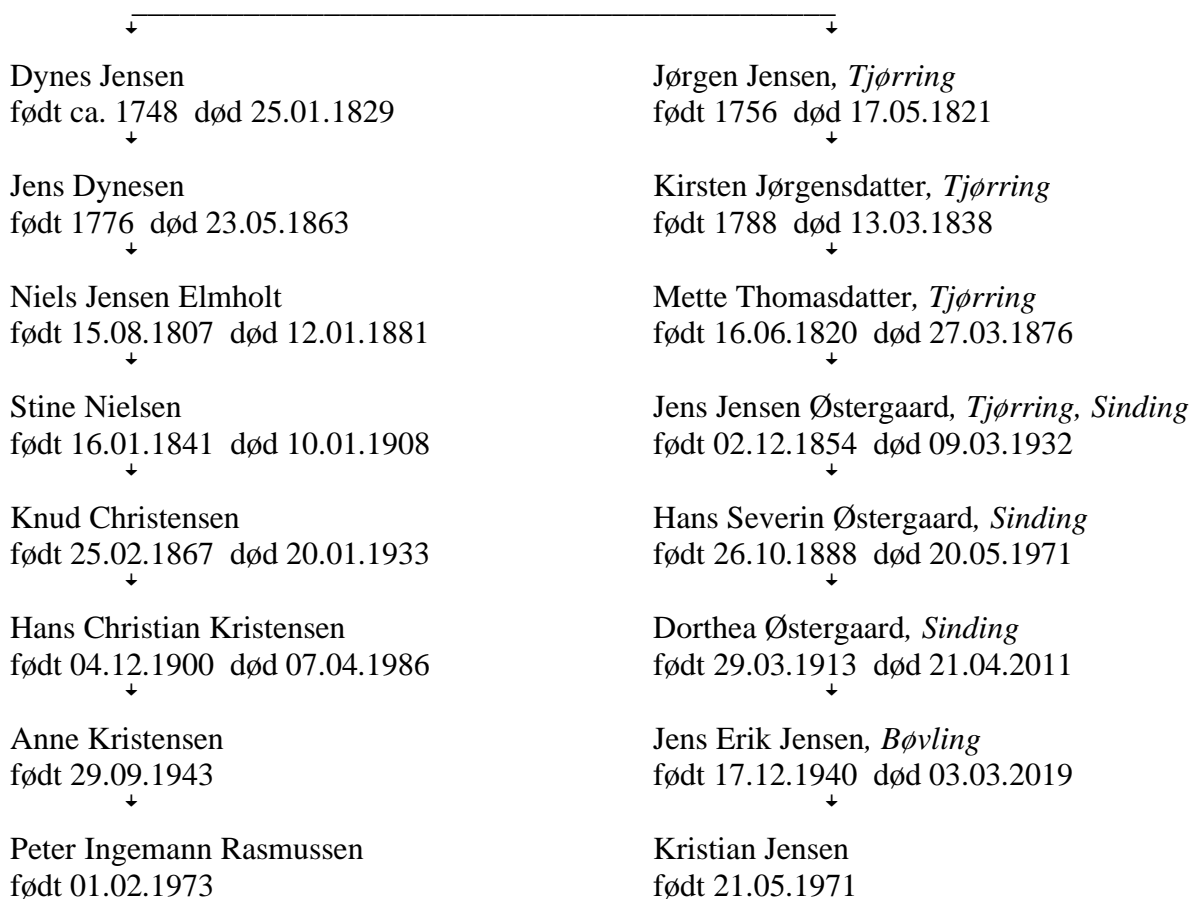 Dynes Jensen
født ca. 1748 død 25.01.1829
Jens Dynesen
født 1776 død 23.05.1863
Niels Jensen Elmholt
født 15.08.1807 død 12.01.1881
Stine Nielsen
født 16.01.1841 død 10.01.1908
Knud Christensen
født 25.02.1867 død 20.01.1933
Hans Christian Kristensen
født 04.12.1900 død 07.04.1986
Anne Kristensen
født 29.09.1943
Peter Ingemann Rasmussen
født 01.02.1973
Jørgen Jensen, Tjørring
født 1756 død 17.05.1821
Kirsten Jørgensdatter, Tjørring
født 1788 død 13.03.1838
Mette Thomasdatter, Tjørring
født 16.06.1820 død 27.03.1876
Jens Jensen Østergaard, Tjørring, Sinding
født 02.12.1854 død 09.03.1932
Hans Severin Østergaard, Sinding
født 26.10.1888 død 20.05.1971
Dorthea Østergaard, Sinding
født 29.03.1913 død 21.04.2011
Jens Erik Jensen, Bøvling
født 17.12.1940 død 03.03.2019
Kristian Jensen
født 21.05.1971